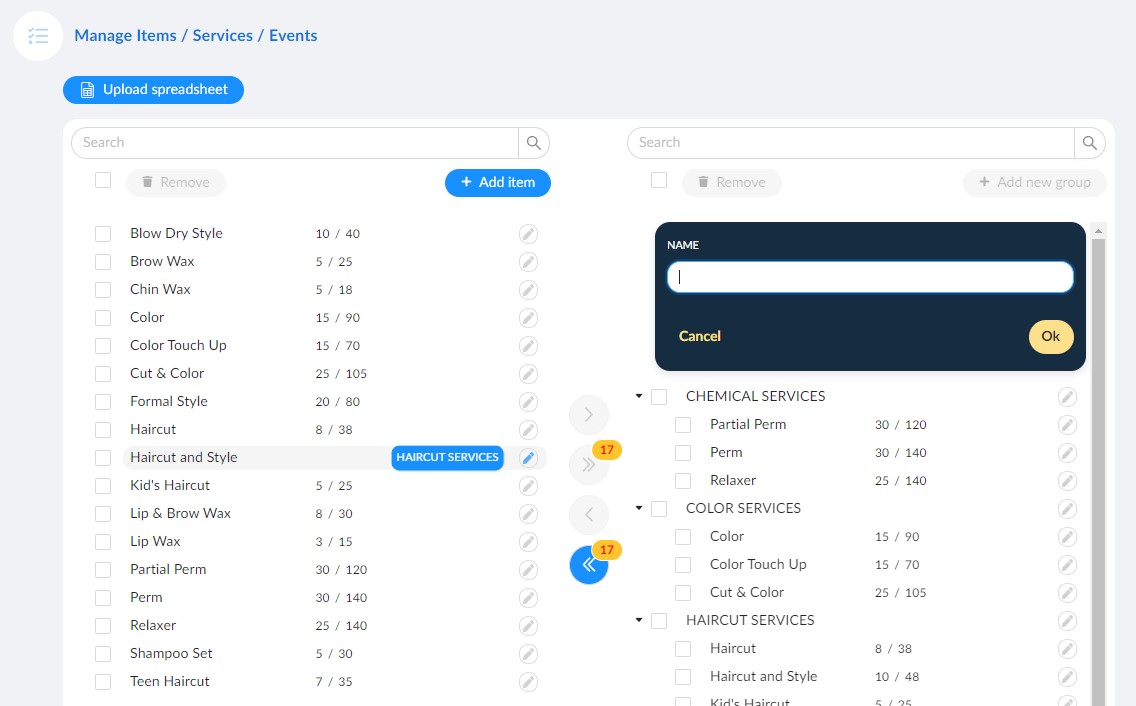 Manage Items / Services / Events
Upload spreadsheet
Search
Remove
+ Add item
Blow Dry Style 10 / 40
Brow Wax 5 / 25
Chin Wax 5 / 18
Color 15 / 90
Color Touch Up 15 / 70
Cut & Color 25 / 105
Formal Style 20 / 80
Haircut 8 / 38
Haircut and Style HAIRCUT SERVICES
Kid's Haircut 5 / 25
Lip & Brow Wax 8 / 30
Lip Wax 3 / 15
Partial Perm 30 / 120
Perm 30 / 140
Relaxer 25 / 140
Shampoo Set 5 / 30
Teen Haircut 7 / 35
17
17
Search
Remove
+ Add new group
NAME
Cancel
Ok
CHEMICAL SERVICES
Partial Perm 30 / 120
Perm 30 / 140
Relaxer 25 / 140
COLOR SERVICES
Color 15 / 90
Color Touch Up 15 / 70
Cut & Color 25 / 105
HAIRCUT SERVICES
Haircut 8 / 38
Haircut and Style 10 / 48
Kid's Haircut 5 / 25